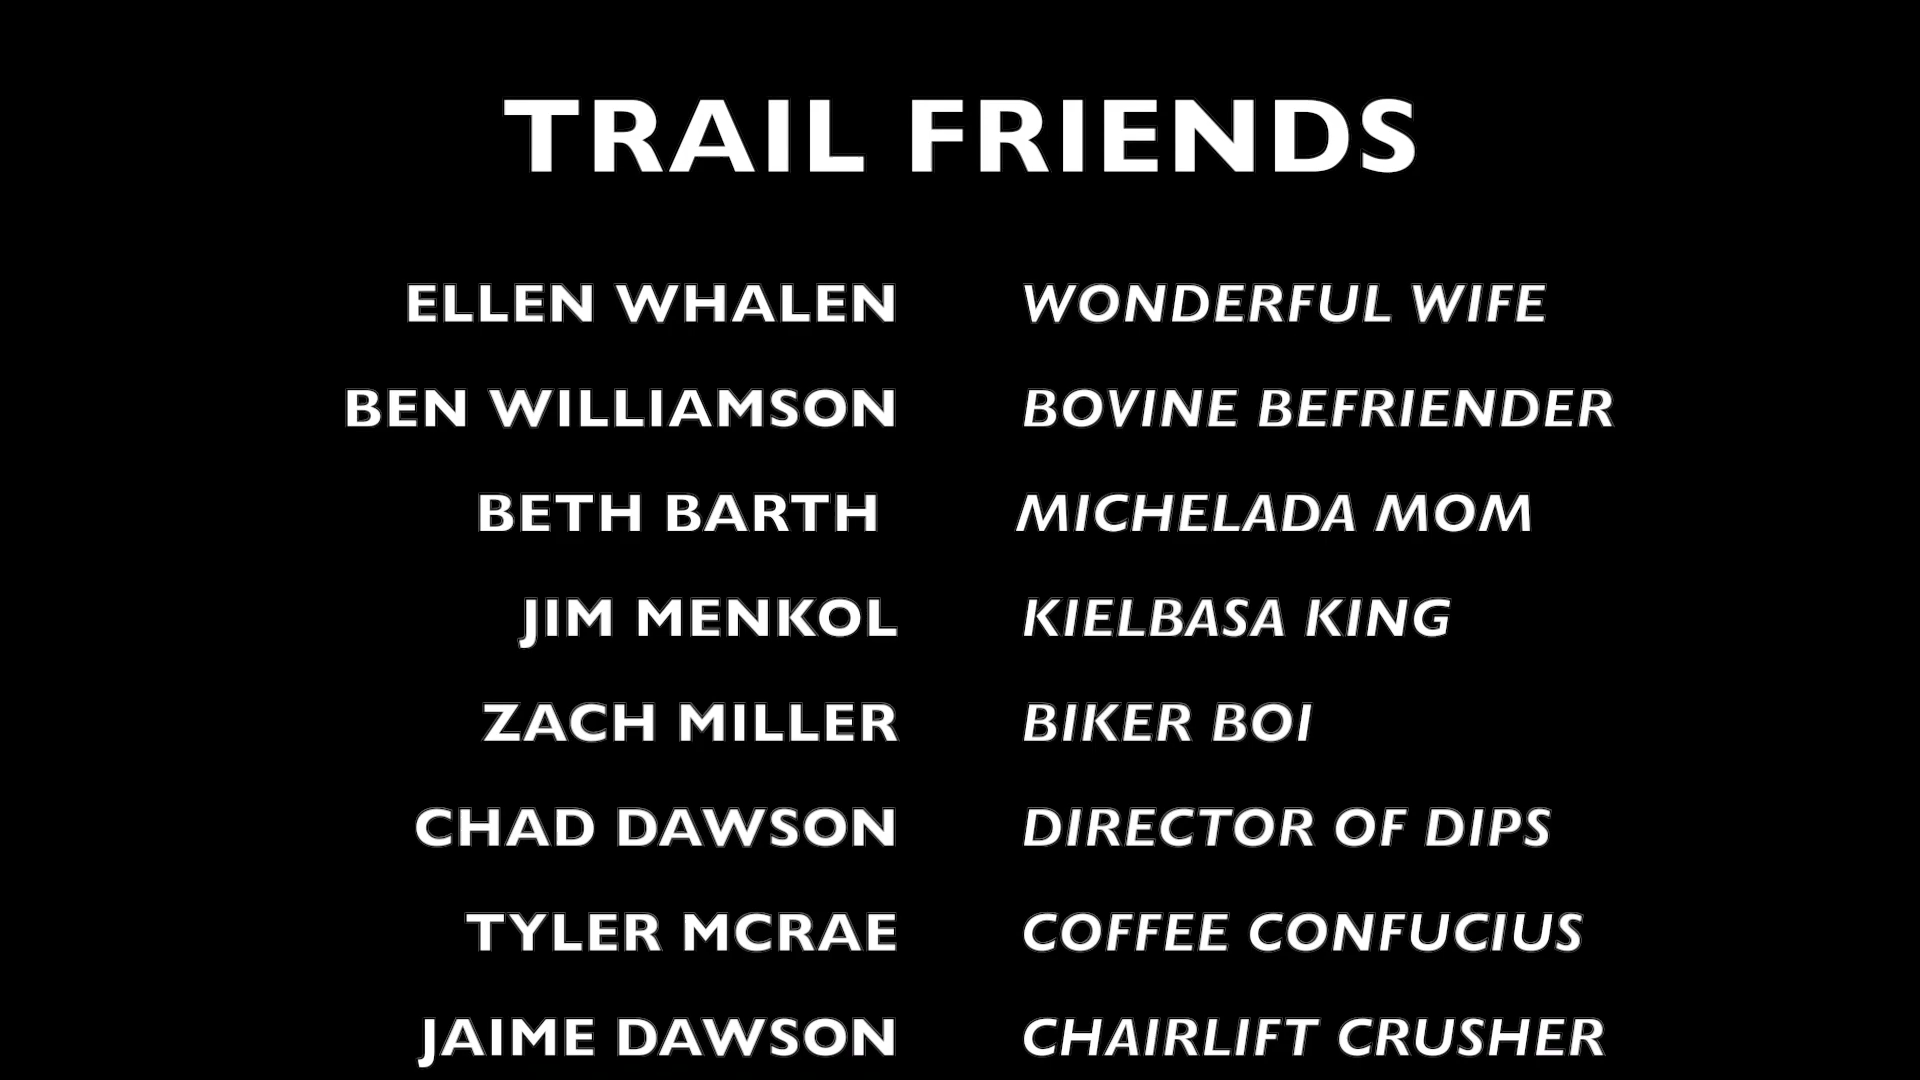 TRAIL FRIENDS
ELLEN WHALEN WONDERFUL WIFE
BEN WILLIAMSON BOVINE BEFRIENDER
BETH BARTH MICHELADA MOM
JIM MENKOL KIELBASA KING
ZACH MILLER BIKER BOI
CHAD DAWSON DIRECTOR OF DIPS
TYLER MCRAE COFFEE CONFUCIUS
JAIME DAWSON CHAIRLIFT CRUSHER